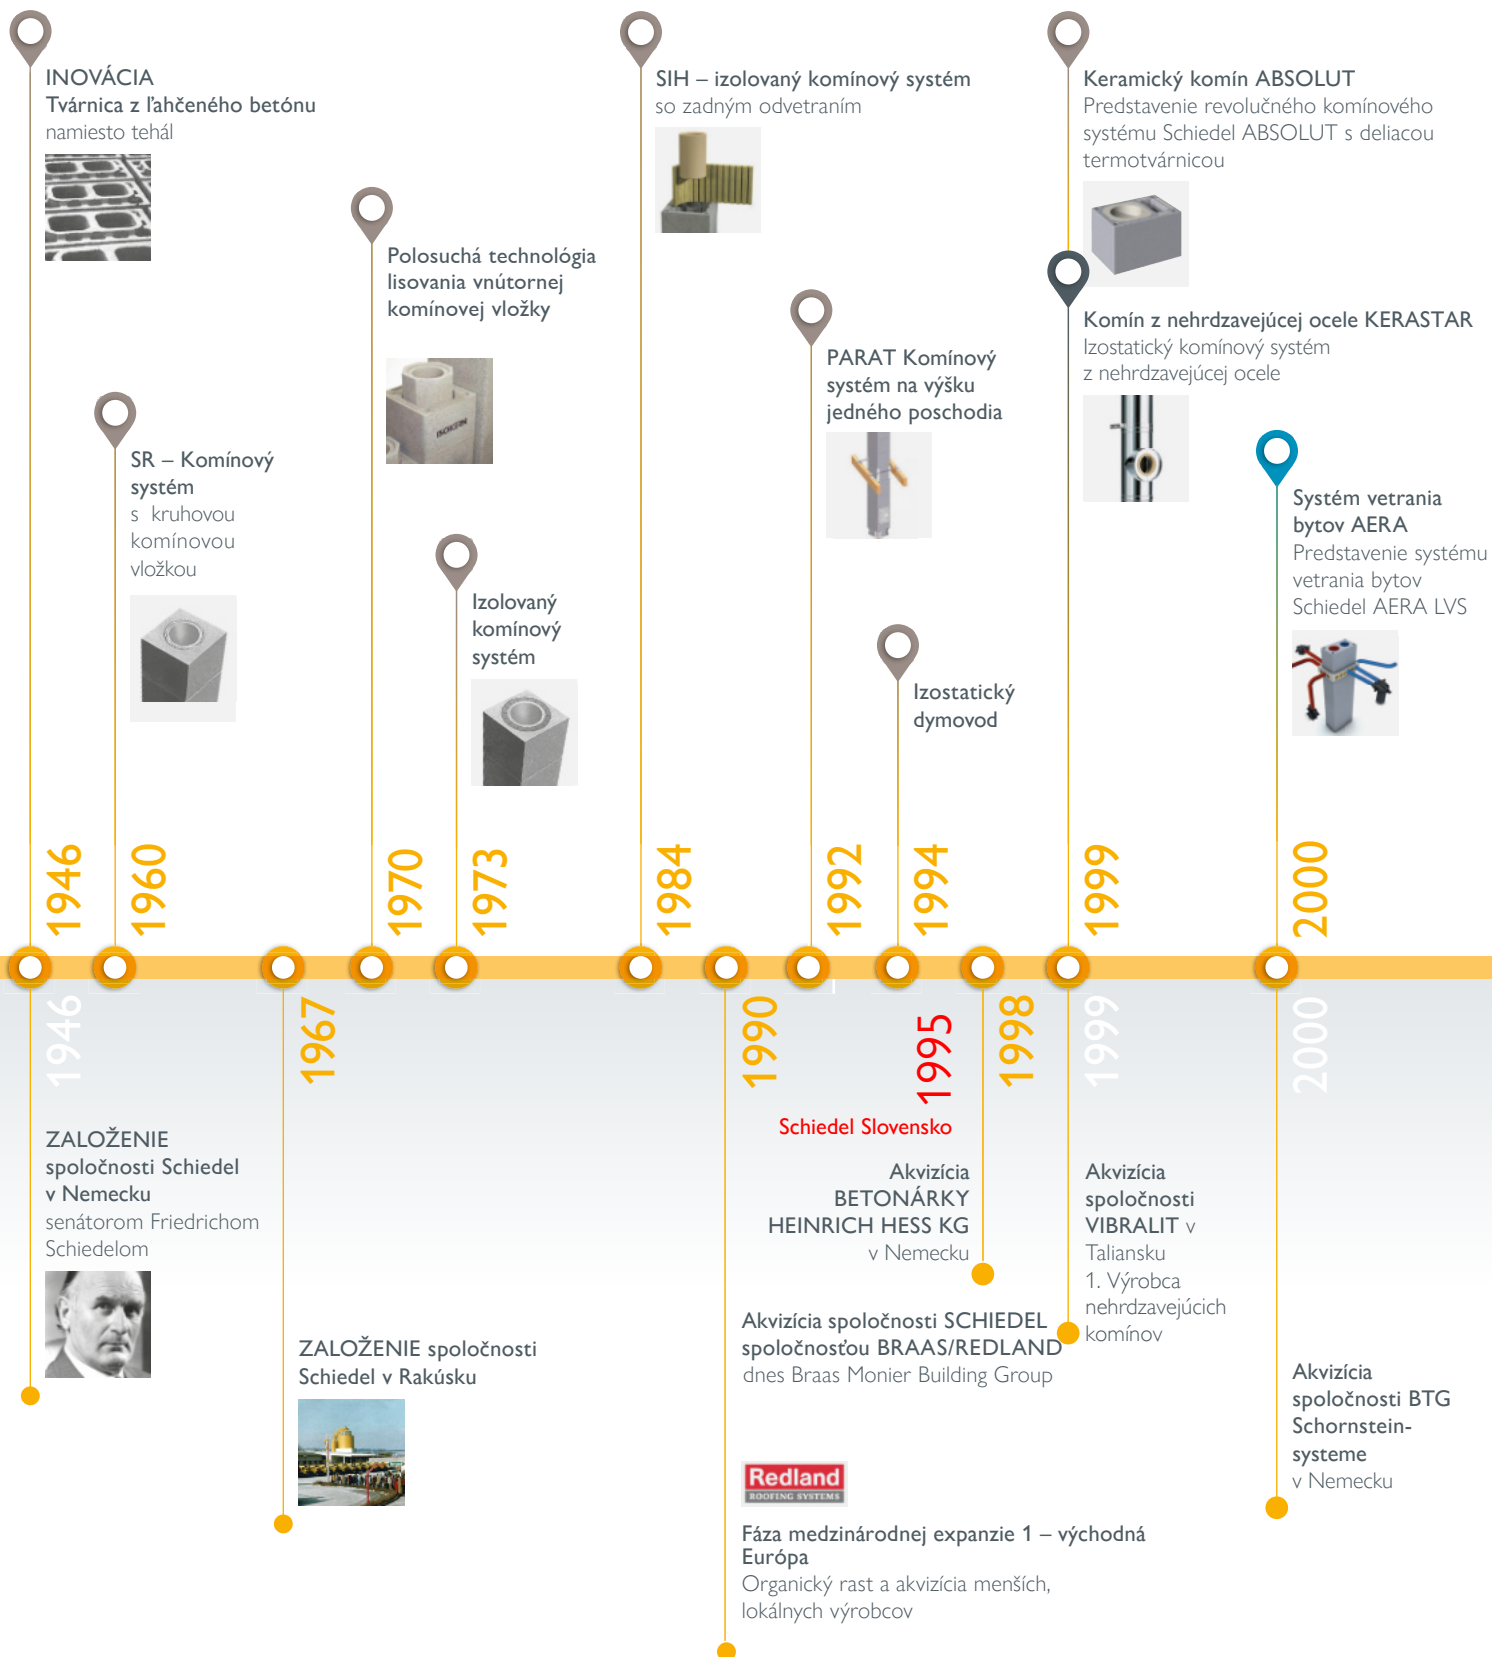 INOVÁCIA
Tvárnica z ľahčeného betónu
namiesto tehál
SR – Komínový
systém
s kruhovou
komínovou
vložkou
Polosuchá technológia
lisovania vnútornej
komínovej vložky
ISOKERN
Izolovaný
komínový
systém
SIH – izolovaný komínový systém
so zadným odvetraním
PARAT Komínový
systém na výšku
jedného poschodia
Izostatický
dymovod
Keramický komín ABSOLUT
Predstavenie revolučného komínového
systému Schiedel ABSOLUT s deliacou
termotvárnicou
Komín z nehrdzavejúcej ocele KERASTAR
Izostatický komínový systém
z nehrdzavejúcej ocele
Systém vetrania
bytov AERA
Predstavenie systému
vetrania bytov
Schiedel AERA LVS
1946
1960
1970
1973
1984
1992
1994
1999
2000
1946
1967
1990
1995
1998
1999
2000
Schiedel Slovensko
ZALOŽENIE
spoločnosti Schiedel
v Nemecku
senátorom Friedrichom
Schiedelom
ZALOŽENIE spoločnosti
Schiedel v Rakúsku
Akvizícia
BETONÁRKY
HEINRICH HESS KG
v Nemecku
Akvizícia spoločnosti SCHIEDEL
spoločnosťou BRAAS/REDLAND
dnes Braas Monier Building Group
Redland
ROOFING SYSTEMS
Fáza medzinárodnej expanzie 1 – východná
Európa
Organický rast a akvizícia menších,
lokálnych výrobcov
Akvizícia
spoločnosti
VIBRALIT v
Taliansku
1. Výrobca
nehrdzavejúcich
komínov
Akvizícia
spoločnosti BTG
Schornstein-
systeme
v Nemecku